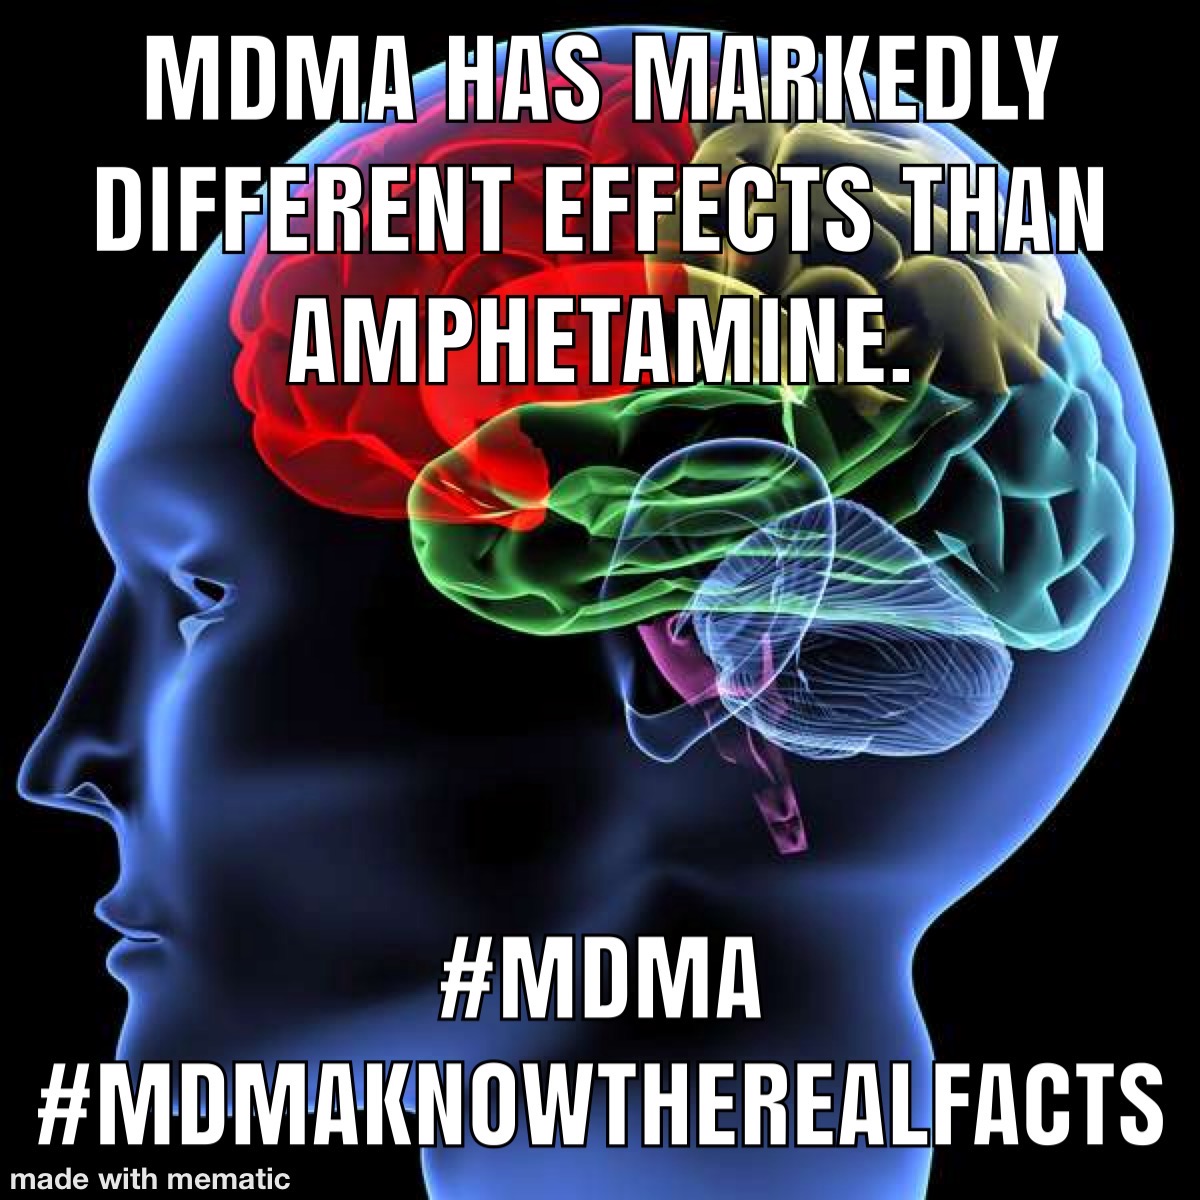 MDMA HAS MARKEDLY
DIFFERENT EFFECTS THAN
AMPHETAMINE.
#MDMA
#MDMAKNOWTHEREALFACTS
made with mematic